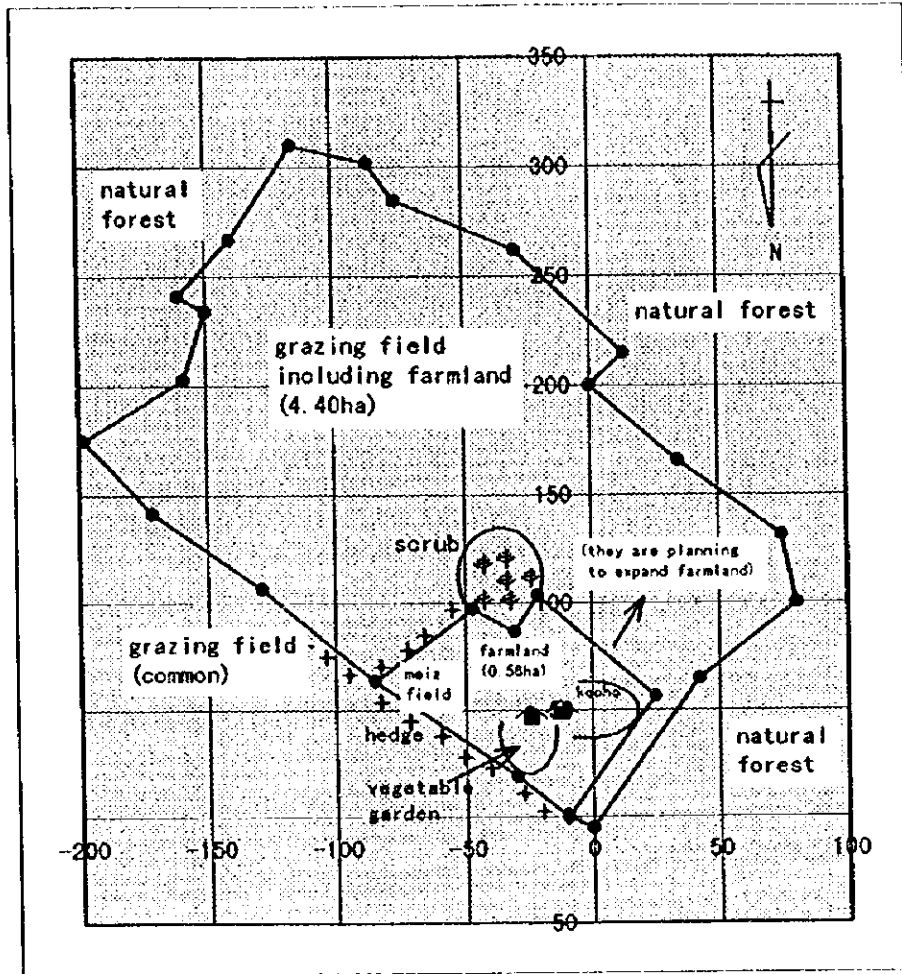 350
natural
forest
300
N
250
natural forest
grazing field
including farmland
(4.40ha)
200
150
scrub
(they are planning
to expand farmland)
100
grazing field
(common)
farmland
(0.58ha)
meiz
field
hedge
natural
forest
vegetable
garden
-200
-150
-100
-50
0
50
100
50